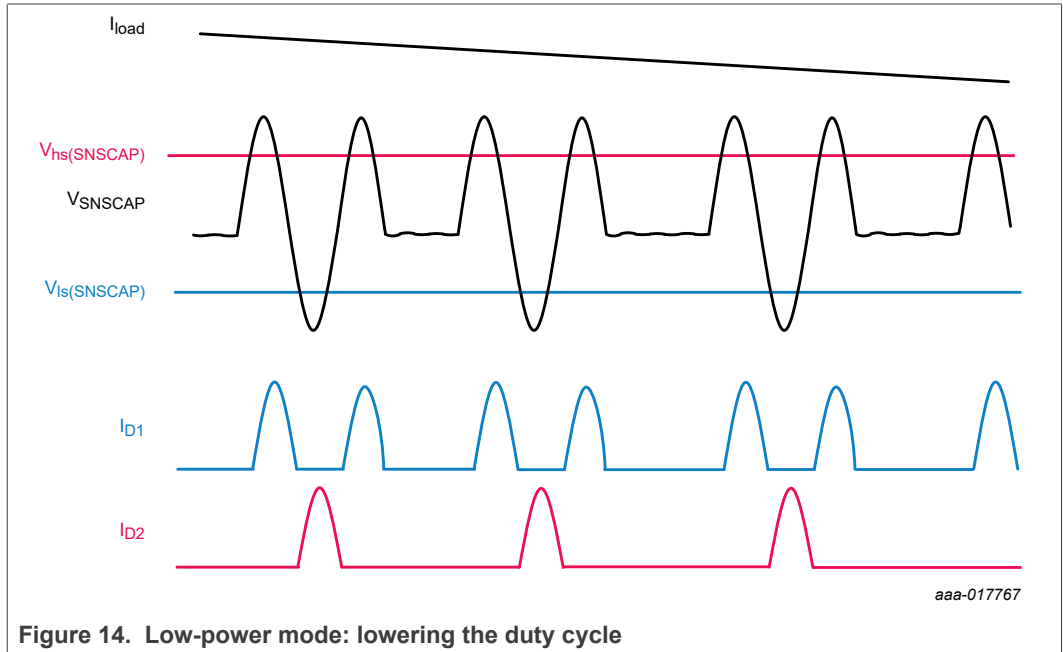 Iload
Vhs(SNSCAP)
VSNSCAP
Vls(SNSCAP)
ID1
ID2
aaa-017767
Figure 14. Low-power mode: lowering the duty cycle